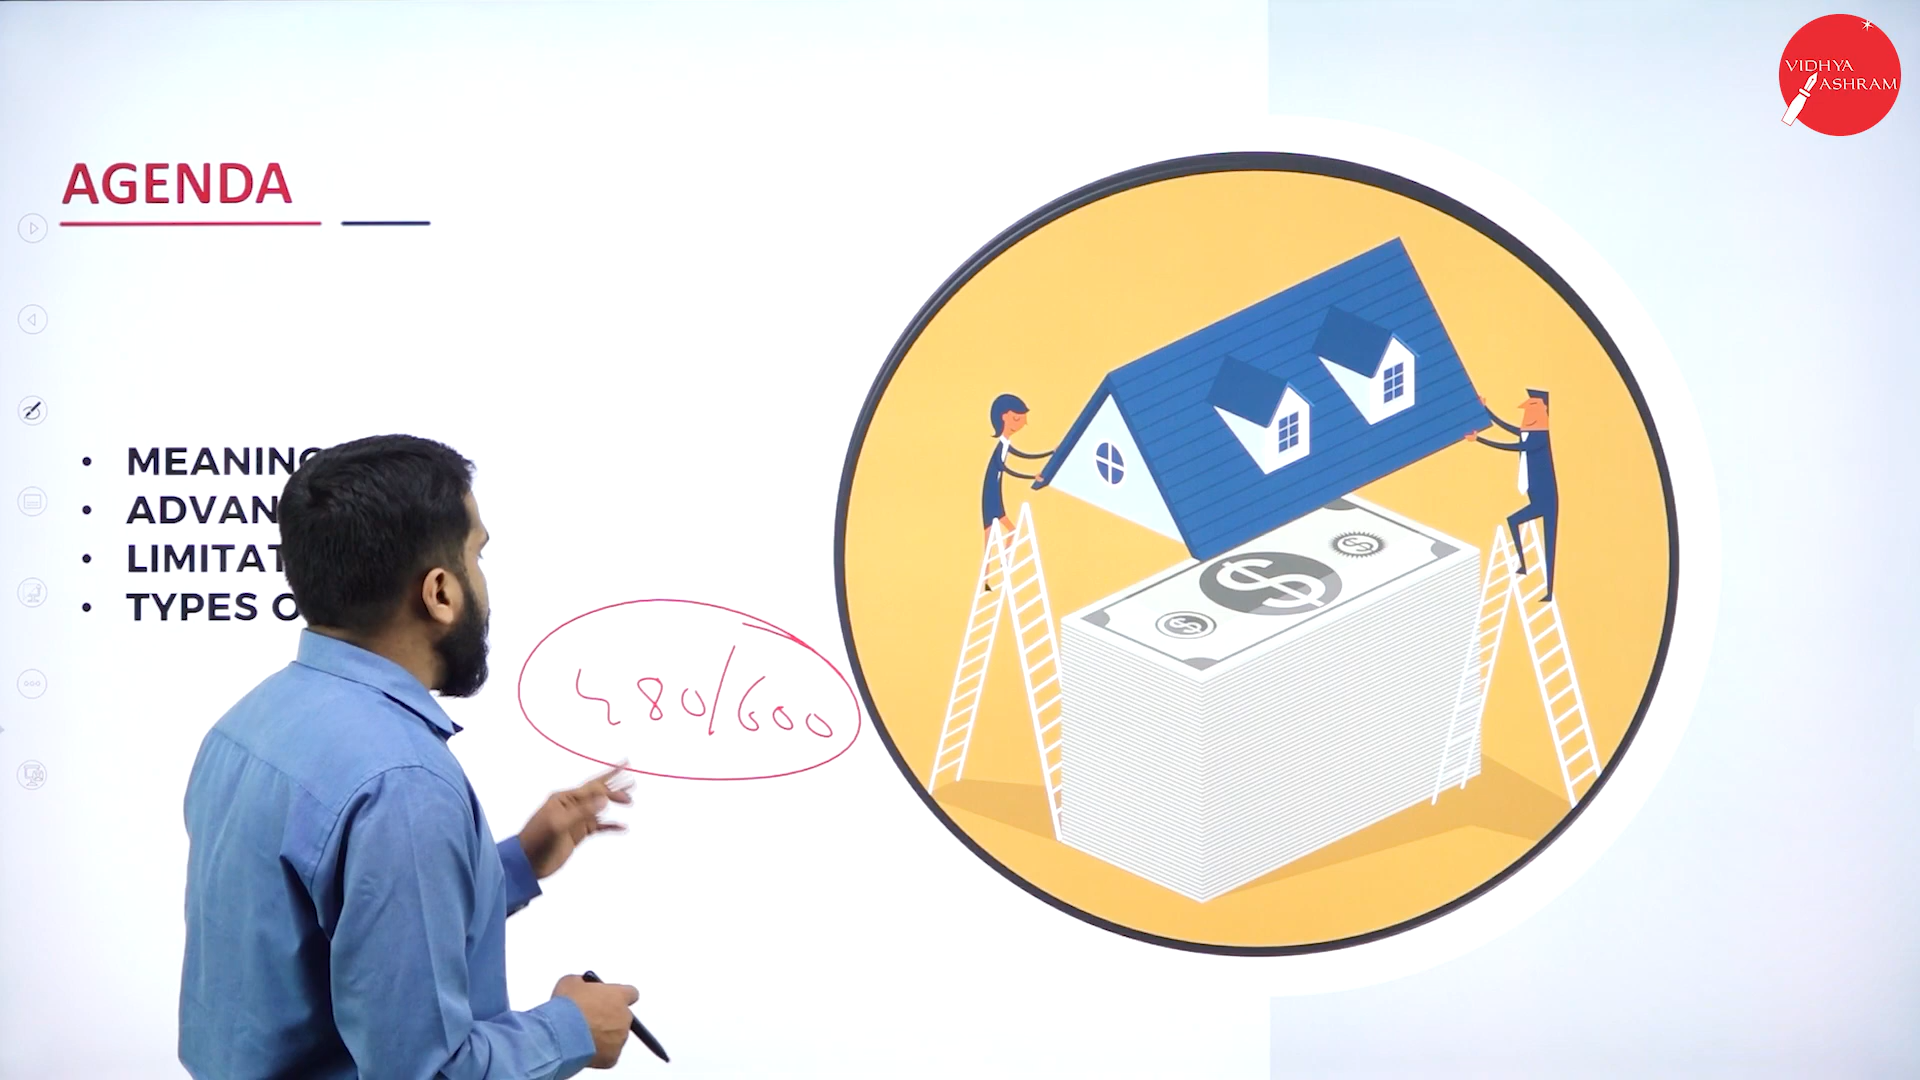 VIDHYA
ASHRAM
AGENDA
• MEANING
• ADVAN
• LIMITAT
• TYPES O
480/600